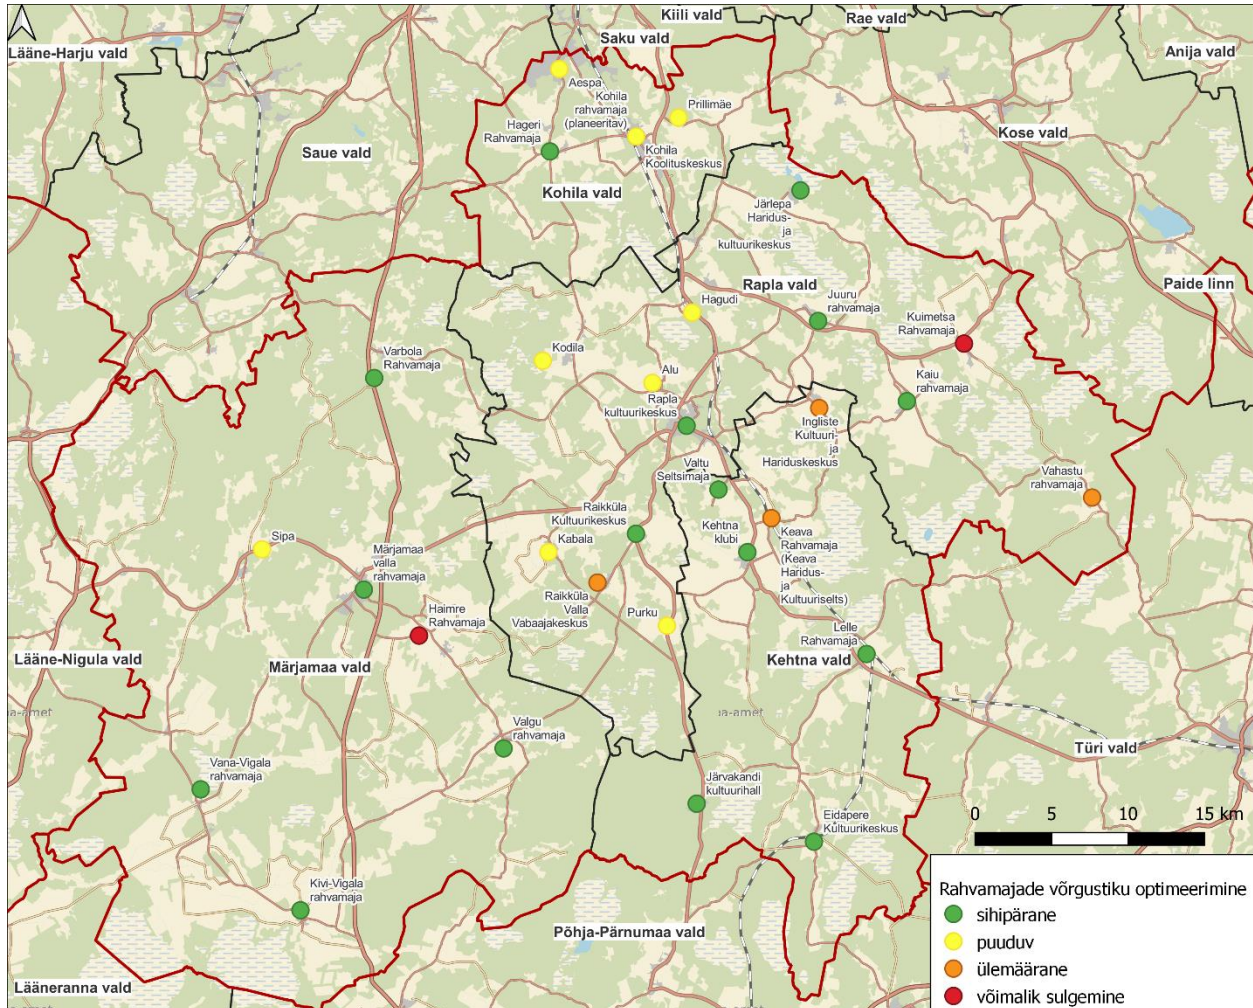 Kiili vald
Rae vald
Saku vald
Lääne-Harju vald
Anija vald
Aespa
Kohila
rahvamaja
(planeeritav)
Prillimäe
Hageri
Rahvamaja
Kose vald
Saue vald
Kohila
Koolituskeskus
Kohila vald
Järlepa
Haridus-
ja
kultuurikeskus
Rapla vald
Paide linn
Hagudi
Juuru
rahvamaja
Kuimetsa
Rahvamaja
Kodila
Varbola
Rahvamaja
Alu
Kaiu
rahvamaja
Rapla
kultuurikeskus
Ingliste
Kultuuri-
ja
Hariduskeskus
Valtu
Seltsimaja
Vahastu
rahvamaja
Raikküla
Kultuurikeskus
Sipa
Kabala
Kehtna
klubi
Keava
Rahvamaja
(Keava
Haridus-
ja
Kultuuriselts)
Märjamaa
valla
rahvamaja
Raikküla
Valla
Vabaajakeskus
Haimre
Rahvamaja
Purku
Lelle
Rahvamaja
Lääne-Nigula vald
Märjamaa vald
Kehtna vald
a-amet
aa-amet
Valgu
rahvamaja
Türi vald
Vana-Vigala
rahvamaja
Järvakandi
kultuurihall
Eidapere
Kultuurikeskus
0 5 10 15 km
Kivi-Vigala
rahvamaja
Põhja-Pärnumaa vald
Lääneranna vald
Rahvamajade võrgustiku optimeerimine
sihipärane
puuduv
ülemäärane
võimalik sulgemine